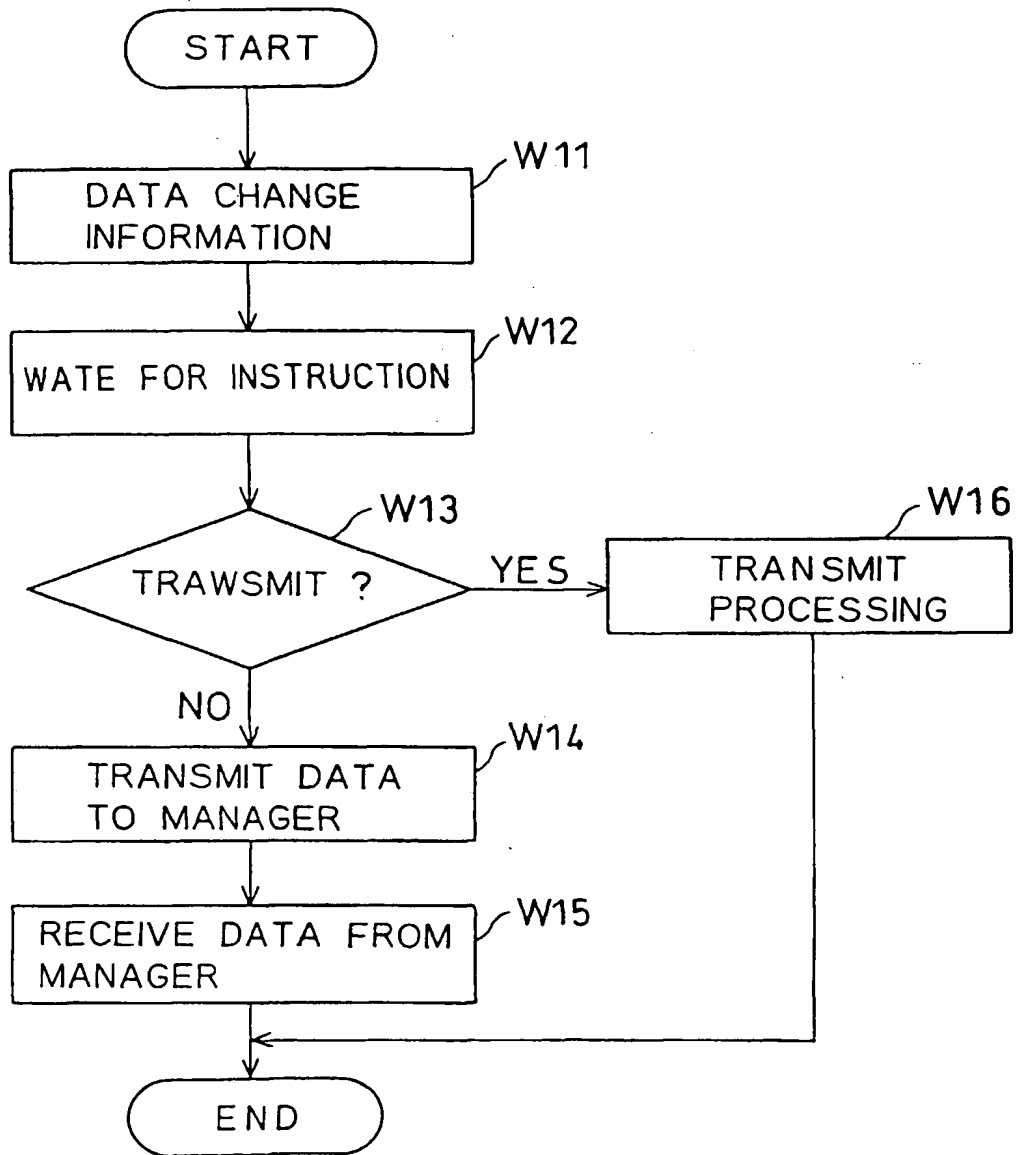 START
W11
DATA CHANGE
INFORMATION
W12
WATE FOR INSTRUCTION
W13
TRAWSMIT ?
YES
W16
TRANSMIT
PROCESSING
NO
W14
TRANSMIT DATA
TO MANAGER
W15
RECEIVE DATA FROM
MANAGER
END